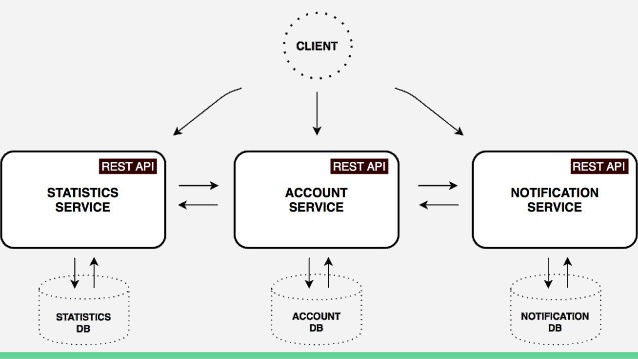 CLIENT
REST API
STATISTICS
SERVICE
REST API
ACCOUNT
SERVICE
REST API
NOTIFICATION
SERVICE
STATISTICS
DB
ACCOUNT
DB
NOTIFICATION
DB